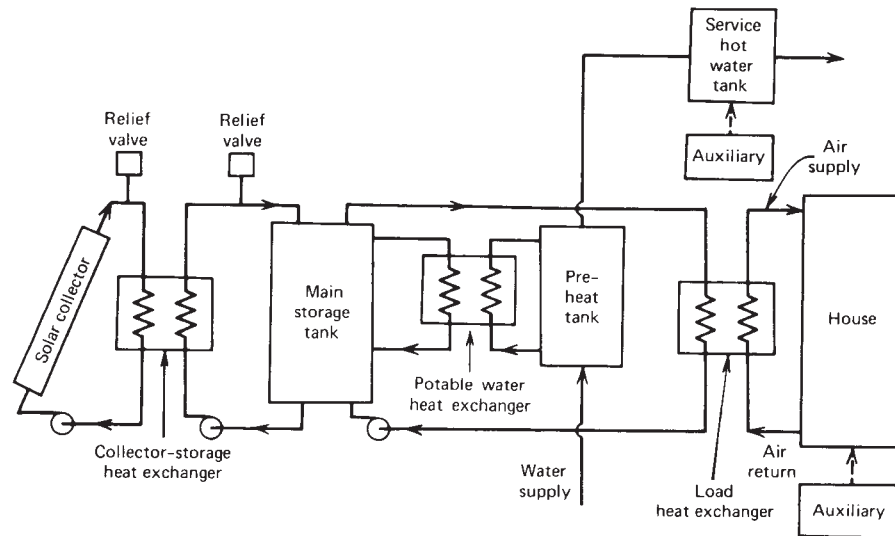 Service
hot
water
tank
Relief
valve
Relief
valve
Auxiliary
Air
supply
Solar collector
Main
storage
tank
Pre-
heat
tank
House
Potable water
heat exchanger
Collector-storage
heat exchanger
Water
supply
Load
heat exchanger
Air
return
Auxiliary